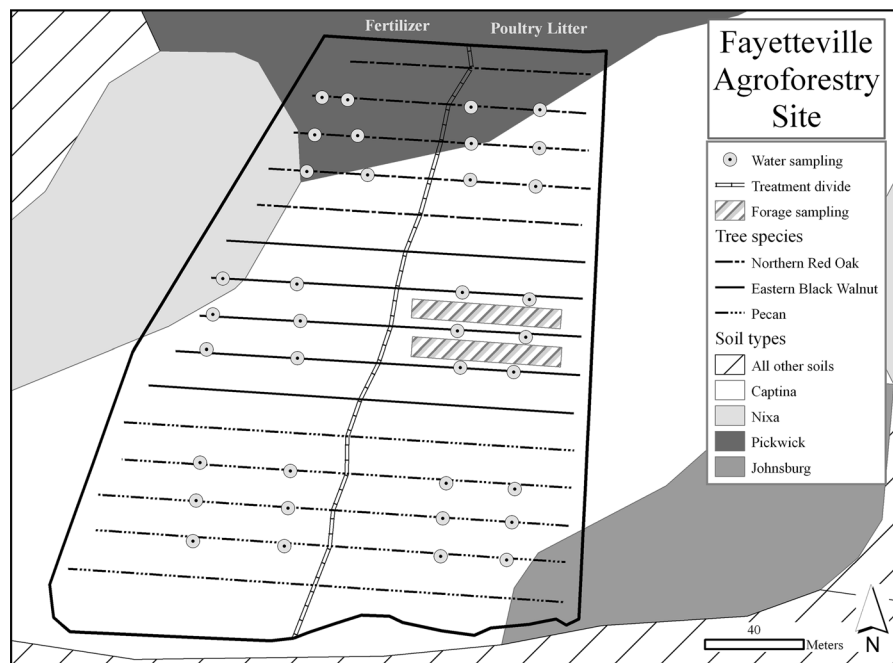 Fertilizer
Poultry Litter
Fayetteville
Agroforestry
Site
Water sampling
Treatment divide
Forage sampling
Tree species
Northern Red Oak
Eastern Black Walnut
Pecan
Soil types
All other soils
Captina
Nixa
Pickwick
Johnsburg
40
Meters
N